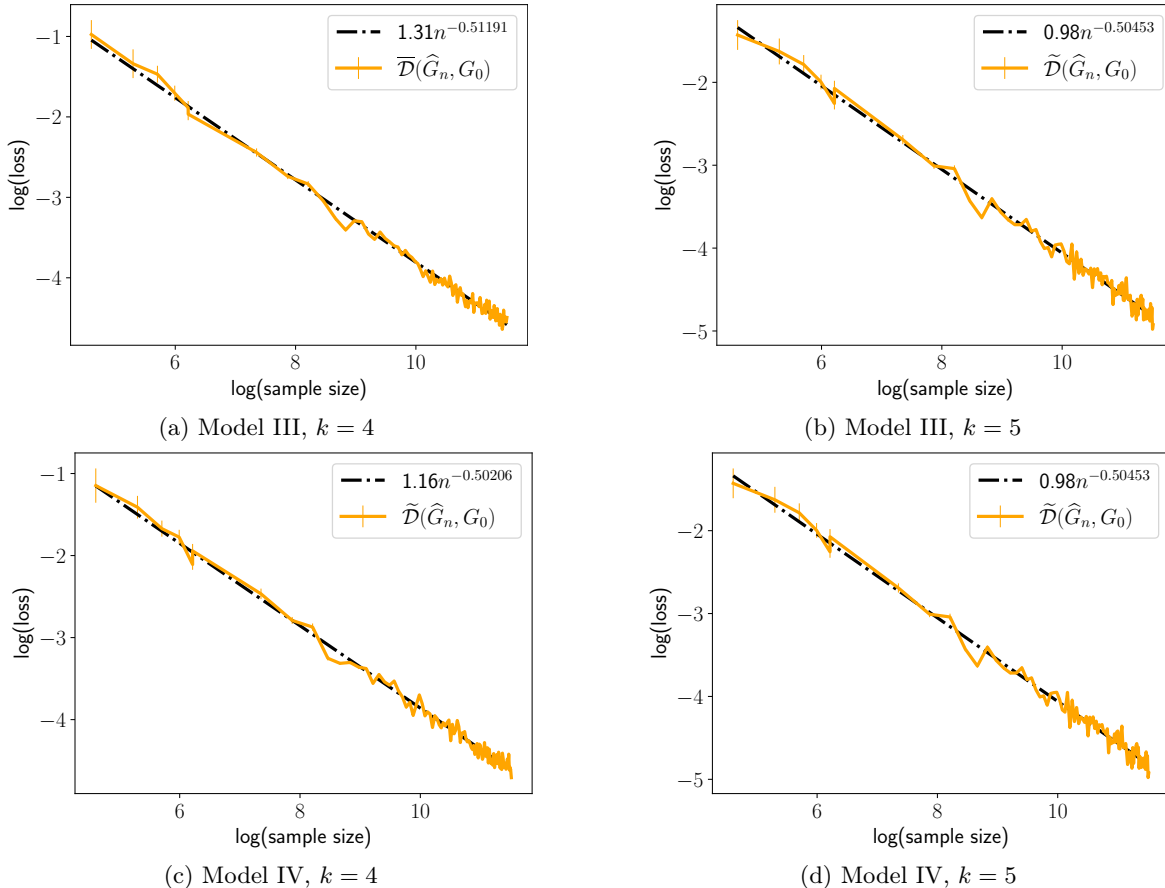 1.31n^{-0.51191}
\overline{D}(\widehat{G}_n, G_0)
−1
−2
−3
−4
log(loss)
6
8
10
log(sample size)
(a) Model III, k = 4
0.98n^{-0.50453}
\widetilde{D}(\widehat{G}_n, G_0)
−2
−3
−4
−5
log(loss)
6
8
10
log(sample size)
(b) Model III, k = 5
1.16n^{-0.50206}
\widetilde{D}(\widehat{G}_n, G_0)
−1
−2
−3
−4
log(loss)
6
8
10
log(sample size)
(c) Model IV, k = 4
0.98n^{-0.50453}
\widetilde{D}(\widehat{G}_n, G_0)
−2
−3
−4
−5
log(loss)
6
8
10
log(sample size)
(d) Model IV, k = 5